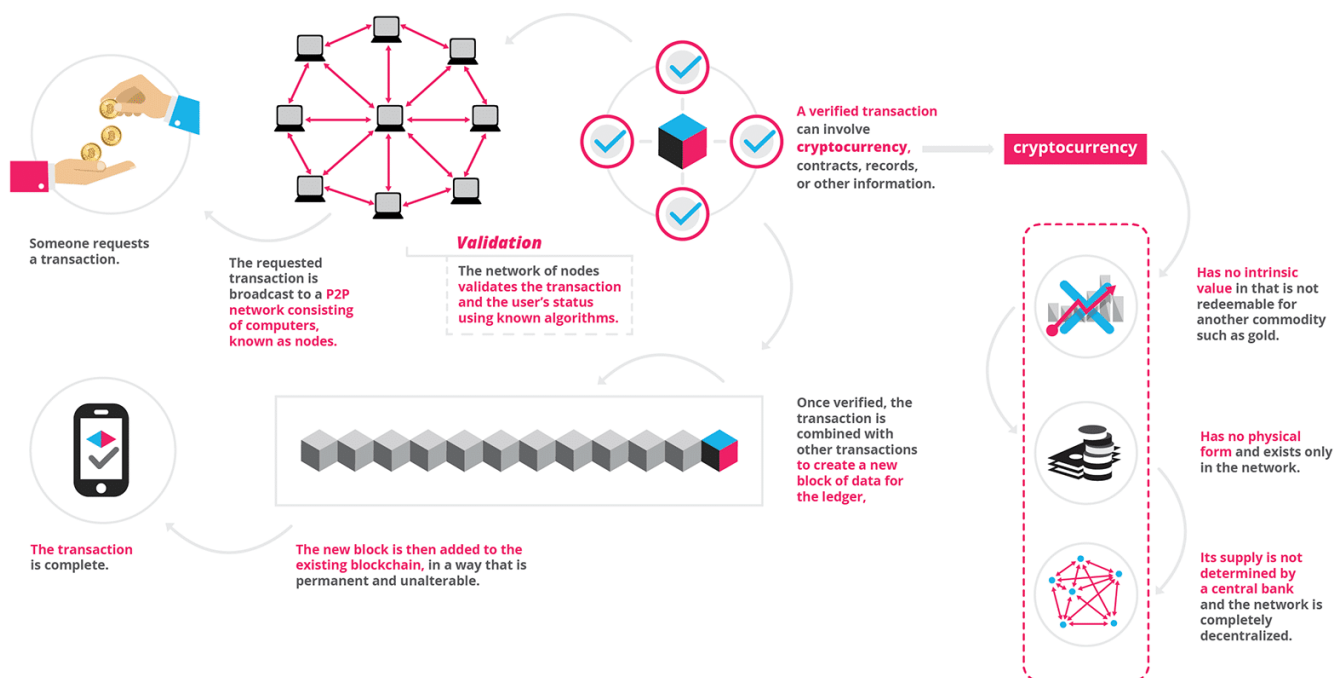 Someone requests
a transaction.
The requested
transaction is
broadcast to a P2P
network consisting
of computers,
known as nodes.
Validation
The network of nodes
validates the transaction
and the user's status
using known algorithms.
A verified transaction
can involve
cryptocurrency,
contracts, records,
or other information.
cryptocurrency
Has no intrinsic
value in that is not
redeemable for
another commodity
such as gold.
Has no physical
form and exists only
in the network.
Its supply is not
determined by
a central bank
and the network is
completely
decentralized.
Once verified, the
transaction is
combined with
other transactions
to create a new
block of data for
the ledger,
The new block is then added to the
existing blockchain, in a way that is
permanent and unalterable.
The transaction
is complete.